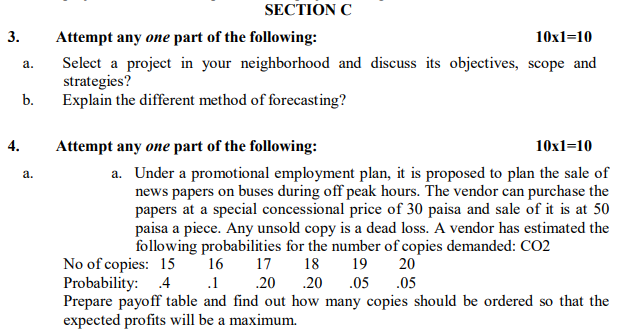 SECTION C
3. Attempt any one part of the following: 10x1=10
a. Select a project in your neighborhood and discuss its objectives, scope and
strategies?
b. Explain the different method of forecasting?
4. Attempt any one part of the following: 10x1=10
a. a. Under a promotional employment plan, it is proposed to plan the sale of
news papers on buses during off peak hours. The vendor can purchase the
papers at a special concessional price of 30 paisa and sale of it is at 50
paisa a piece. Any unsold copy is a dead loss. A vendor has estimated the
following probabilities for the number of copies demanded: CO2
No of copies: 15 16 17 18 19 20
Probability: .4 .1 .20 .20 .05 .05
Prepare payoff table and find out how many copies should be ordered so that the
expected profits will be a maximum.